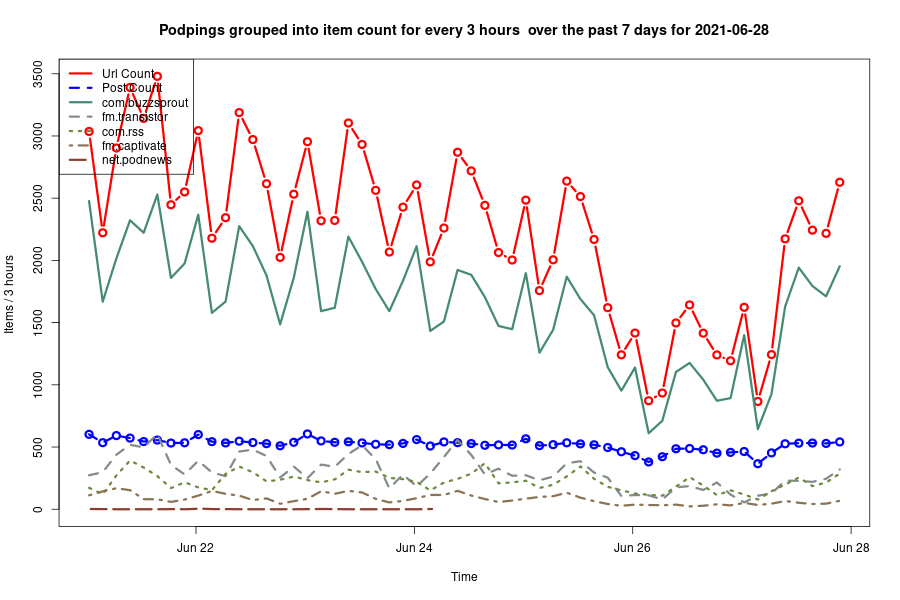 Podpings grouped into item count for every 3 hours  over the past 7 days for 2021-06-28
Items / 3 hours
3500
3000
2500
2000
1500
1000
500
0
Url Count
Post Count
com.buzzsprout
fm.transistor
com.rss
fm.captivate
net.podnews
Jun 22
Jun 24
Jun 26
Jun 28
Time